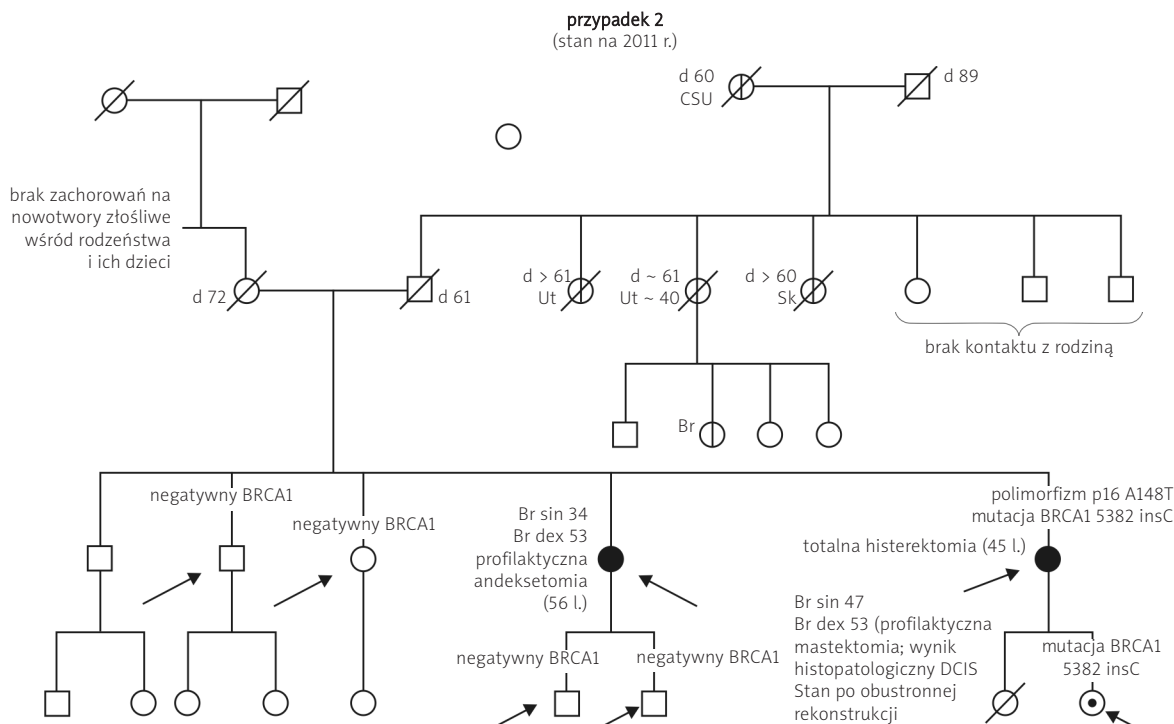 przypadek 2
(stan na 2011 r.)
d 60
CSU
d 89
brak zachorowań na
nowotwory złośliwe
wśród rodzeństwa
i ich dzieci
d 72
d 61
d > 61
Ut
d ~ 61
Ut ~ 40
d > 60
Sk
brak kontaktu z rodziną
Br
negatywny BRCA1
negatywny BRCA1
Br sin 34
Br dex 53
profilaktyczna
andeksetomia
(56 l.)
polimorfizm p16 A148T
mutacja BRCA1 5382 insC
totalna histerektomia (45 l.)
Br sin 47
Br dex 53 (profilaktyczna
mastektomia; wynik
histopatologiczny DCIS
Stan po obustronnej
rekonstrukcji
negatywny BRCA1
negatywny BRCA1
mutacja BRCA1
5382 insC